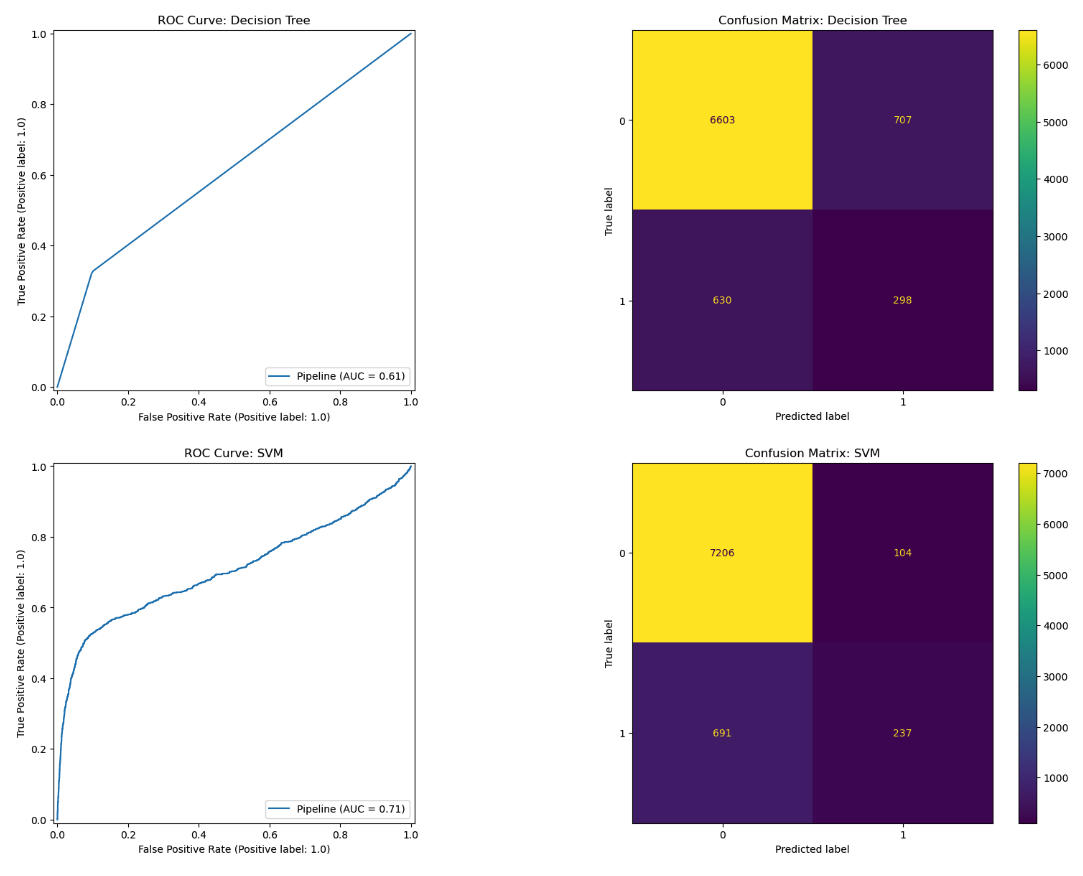 ROC Curve: Decision Tree
1.0
0.8
0.6
0.4
0.2
0.0
True Positive Rate (Positive label: 1.0)
Pipeline (AUC = 0.61)
0.0 0.2 0.4 0.6 0.8 1.0
False Positive Rate (Positive label: 1.0)
Confusion Matrix: Decision Tree
0
1
True label
6603 707
630 298
0 1
Predicted label
6000
5000
4000
3000
2000
1000
ROC Curve: SVM
1.0
0.8
0.6
0.4
0.2
0.0
True Positive Rate (Positive label: 1.0)
Pipeline (AUC = 0.71)
0.0 0.2 0.4 0.6 0.8 1.0
False Positive Rate (Positive label: 1.0)
Confusion Matrix: SVM
0
1
True label
7206 104
691 237
0 1
Predicted label
7000
6000
5000
4000
3000
2000
1000